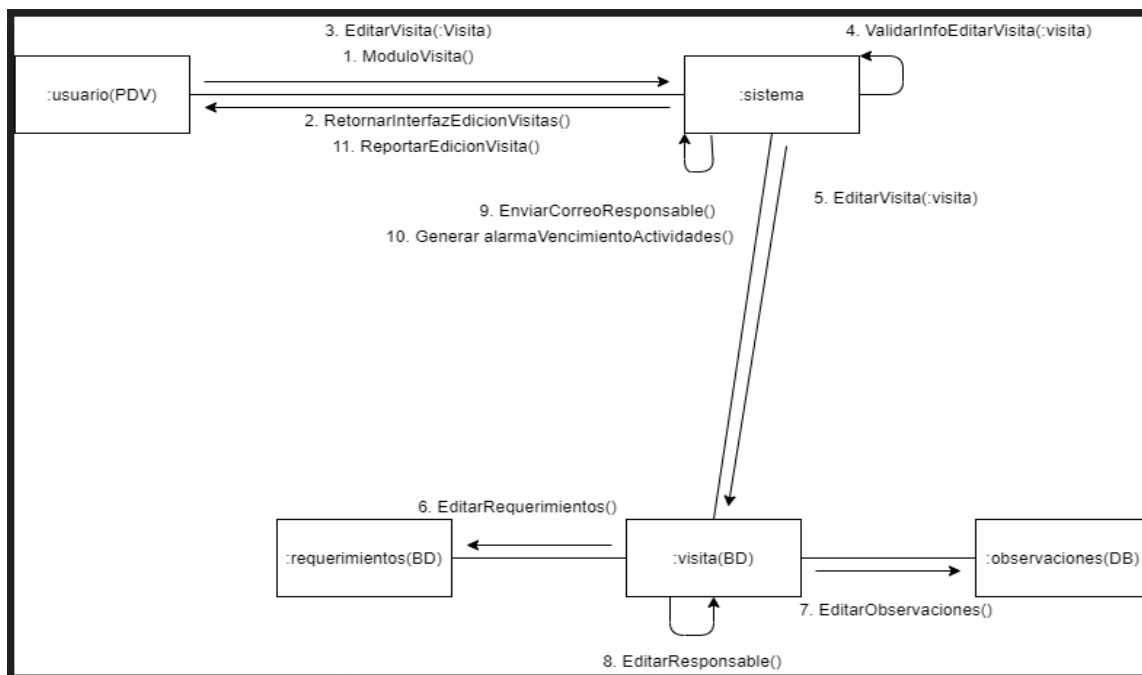 3. EditarVisita(:Visita)
1. ModuloVisita()
4. ValidarInfoEditarVisita(:visita)
:usuario(PDV)
:sistema
2. RetornarInterfazEdicionVisitas()
11. ReportarEdicionVisita()
5. EditarVisita(:visita)
9. EnviarCorreoResponsable()
10. Generar alarmaVencimientoActividades()
6. EditarRequerimientos()
:requerimientos(BD)
:visita(BD)
:observaciones(DB)
7. EditarObservaciones()
8. EditarResponsable()